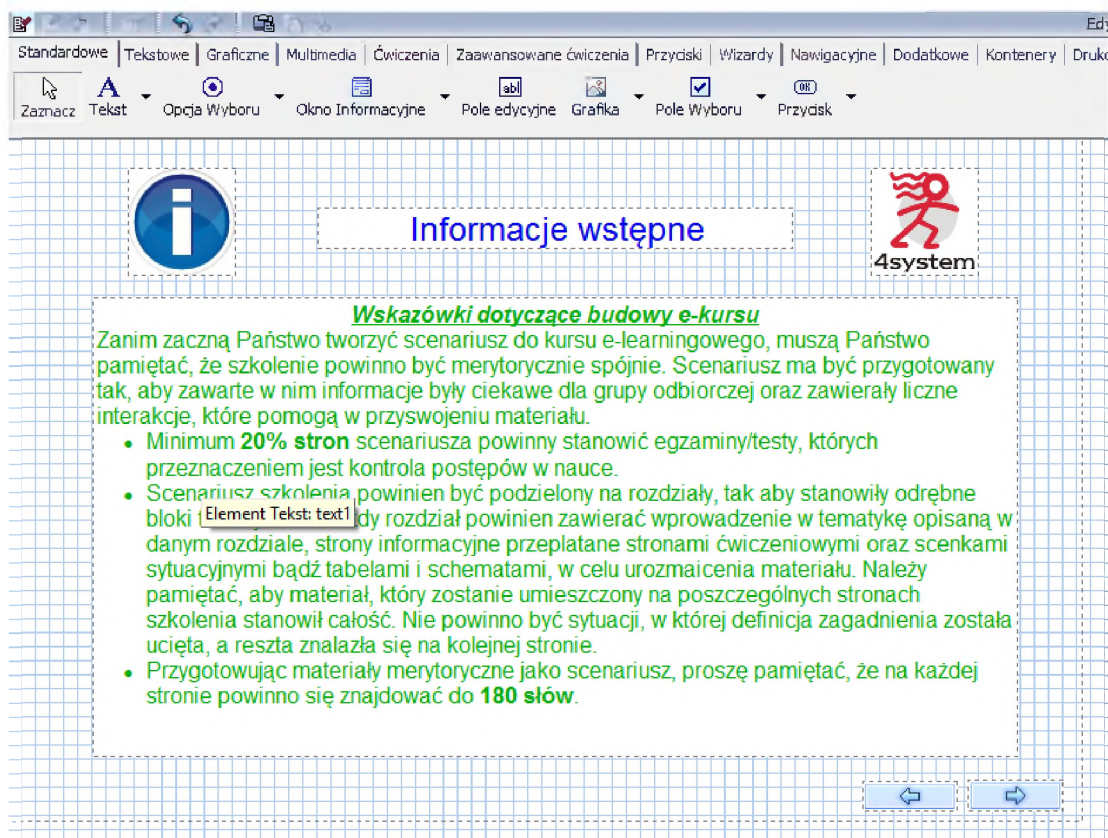 Edy
Standardowe Tekstowe Graficzne Multimedia Ćwiczenia Zaawansowane ćwiczenia Przyciski Wizardy Nawigacyjne Dodatkowe Kontenery Druko
A abl OK
Zaznacz Tekst Opcja Wyboru Okno Informacyjne Pole edycyjne Grafika Pole Wyboru Przycisk
i
Informacje wstępne
4system
Wskazówki dotyczące budowy e-kursu
Zanim zaczną Państwo tworzyć scenariusz do kursu e-learningowego, muszą Państwo
pamiętać, że szkolenie powinno być merytorycznie spójnie. Scenariusz ma być przygotowany
tak, aby zawarte w nim informacje były ciekawe dla grupy odbiorczej oraz zawierały liczne
interakcje, które pomogą w przyswojeniu materiału.
• Minimum 20% stron scenariusza powinny stanowić egzaminy/testy, których
przeznaczeniem jest kontrola postępów w nauce.
• Scenariusz szkolenia powinien być podzielony na rozdziały, tak aby stanowiły odrębne
bloki Element Tekst: text1 dy rozdział powinien zawierać wprowadzenie w tematykę opisaną w
danym rozdziale, strony informacyjne przeplatane stronami ćwiczeniowymi oraz scenkami
sytuacyjnymi bądź tabelami i schematami, w celu urozmaicenia materiału. Należy
pamiętać, aby materiał, który zostanie umieszczony na poszczególnych stronach
szkolenia stanowił całość. Nie powinno być sytuacji, w której definicja zagadnienia została
ucięta, a reszta znalazła się na kolejnej stronie.
• Przygotowując materiały merytoryczne jako scenariusz, proszę pamiętać, że na każdej
stronie powinno się znajdować do 180 słów.